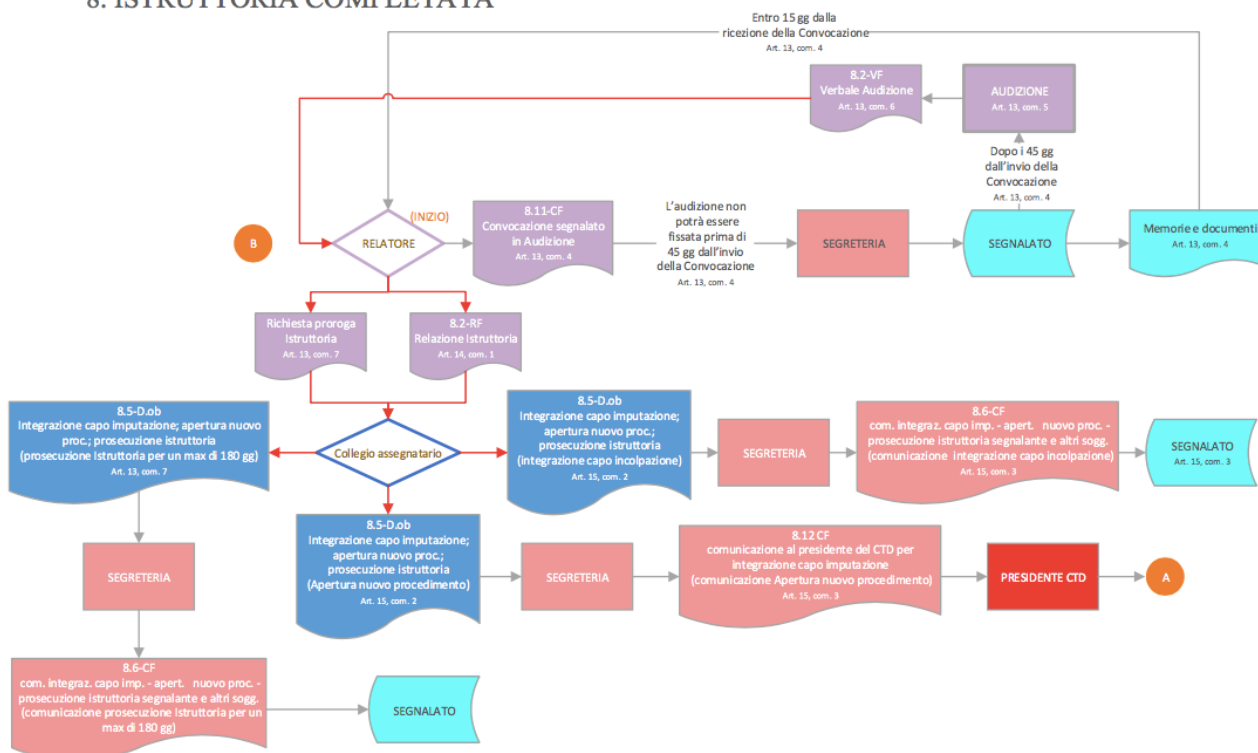 8. ISTRUTTORIA COMPLETATA
Entro 15 gg dalla
ricezione della Convocazione
Art. 13, com. 4
8.2-VF
Verbale Audizione
Art. 13, com. 6
AUDIZIONE
Art. 13, com. 5
Dopo i 45 gg
dall'invio della
Convocazione
Art. 13, com. 4
B
(INIZIO)
RELATORE
8.11-CF
Convocazione segnalato
in Audizione
Art. 13, com. 4
L'audizione non
potrà essere
fissata prima di
45 gg dall'invio
della Convocazione
Art. 13, com. 4
SEGRETERIA
SEGNALATO
Memorie e documenti
Art. 13, com. 4
Richiesta proroga
Istruttoria
Art. 13, com. 7
8.2-RF
Relazione Istruttoria
Art. 14, com. 1
8.5-D.ob
Integrazione capo imputazione; apertura nuovo
proc.; prosecuzione istruttoria
(prosecuzione Istruttoria per un max di 180 gg)
Art. 13, com. 7
Collegio assegnatario
8.5-D.ob
Integrazione capo imputazione;
apertura nuovo proc.;
prosecuzione istruttoria
(integrazione capo incolpazione)
Art. 15, com. 2
SEGRETERIA
8.6-CF
com. integraz. capo imp. - apert. nuovo proc. -
prosecuzione istruttoria segnalante e altri sogg.
(comunicazione integrazione capo incolpazione)
Art. 15, com. 3
SEGNALATO
Art. 15, com. 3
8.5-D.ob
Integrazione capo imputazione;
apertura nuovo proc.;
prosecuzione istruttoria
(Apertura nuovo procedimento)
Art. 15, com. 2
SEGRETERIA
8.12 CF
comunicazione al presidente del CTD per
integrazione capo imputazione
(comunicazione Apertura nuovo procedimento)
Art. 15, com. 3
PRESIDENTE CTD
A
SEGRETERIA
8.6-CF
com. integraz. capo imp. - apert. nuovo proc. -
prosecuzione istruttoria segnalante e altri sogg.
(comunicazione prosecuzione Istruttoria per un
max di 180 gg)
SEGNALATO